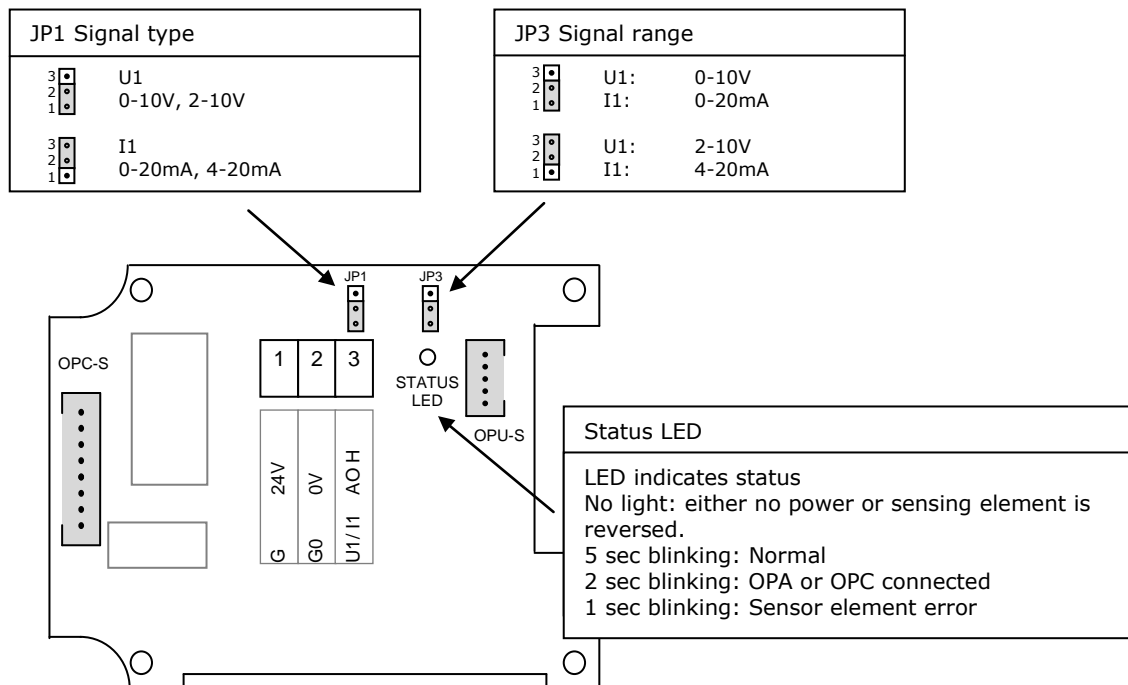 JP1 Signal type
3
2
1
U1
0-10V, 2-10V
3
2
1
I1
0-20mA, 4-20mA
JP3 Signal range
3
2
1
U1: 0-10V
I1: 0-20mA
3
2
1
U1: 2-10V
I1: 4-20mA
JP1
JP3
OPC-S
1 2 3
STATUS
LED
OPU-S
G 24V
G0 0V
U1/ I1 AO H
Status LED
LED indicates status
No light: either no power or sensing element is
reversed.
5 sec blinking: Normal
2 sec blinking: OPA or OPC connected
1 sec blinking: Sensor element error